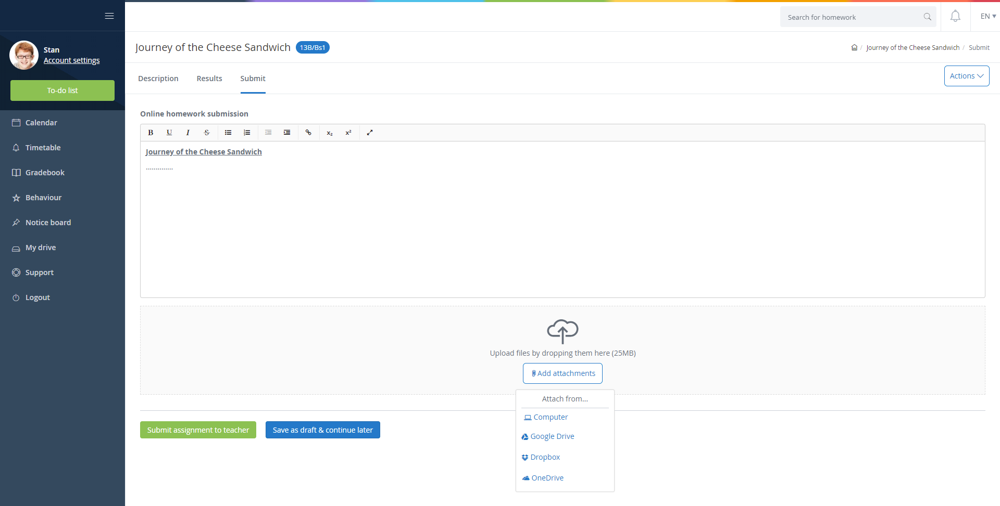 Search for homework
EN ▾
Stan
Account settings
To-do list
Calendar
Timetable
Gradebook
Behaviour
Notice board
My drive
Support
Logout
Journey of the Cheese Sandwich 13B/Bs1
/ Journey of the Cheese Sandwich / Submit
Description Results Submit
Actions
Online homework submission
B U I S x₂ x²
Journey of the Cheese Sandwich
..............
Upload files by dropping them here (25MB)
Add attachments
Attach from...
Computer
Google Drive
Dropbox
OneDrive
Submit assignment to teacher Save as draft & continue later